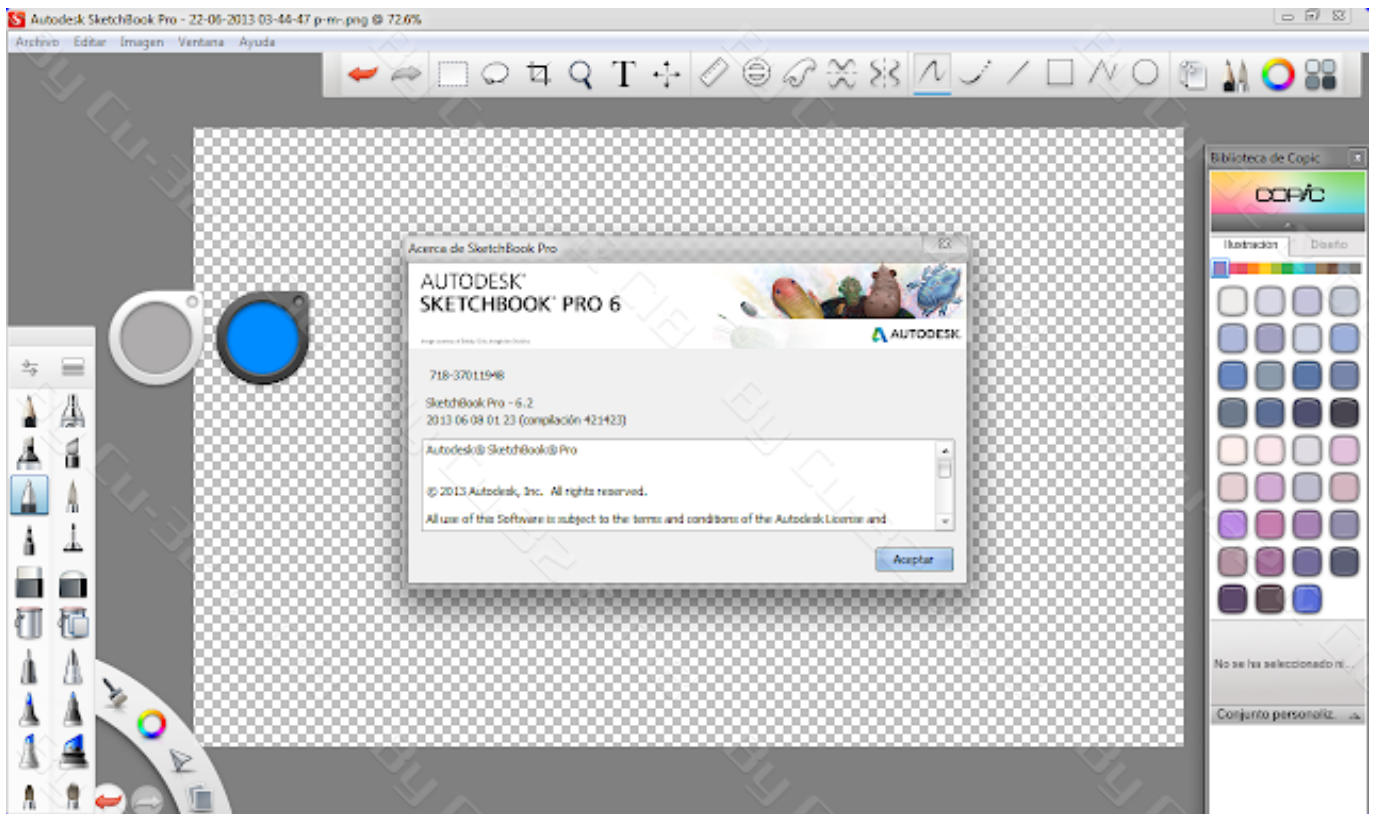 Autodesk SketchBook Pro - 22-06-2013 03-44-47 p-m-.png @ 72.6%
Archivo Editar Imagen Ventana Ayuda
T
Biblioteca de Copic
COPIC
Ilustración Diseño
Acerca de SketchBook Pro
AUTODESK®
SKETCHBOOK® PRO 6
AUTODESK.
718-37011948
SketchBook Pro - 6.2
2013 06 08 01 23 (compilación 421423)
Autodesk® SketchBook® Pro
© 2013 Autodesk, Inc. All rights reserved.
All use of this Software is subject to the terms and conditions of the Autodesk License and
Aceptar
No se ha seleccionado ni...
Conjunto personaliz.